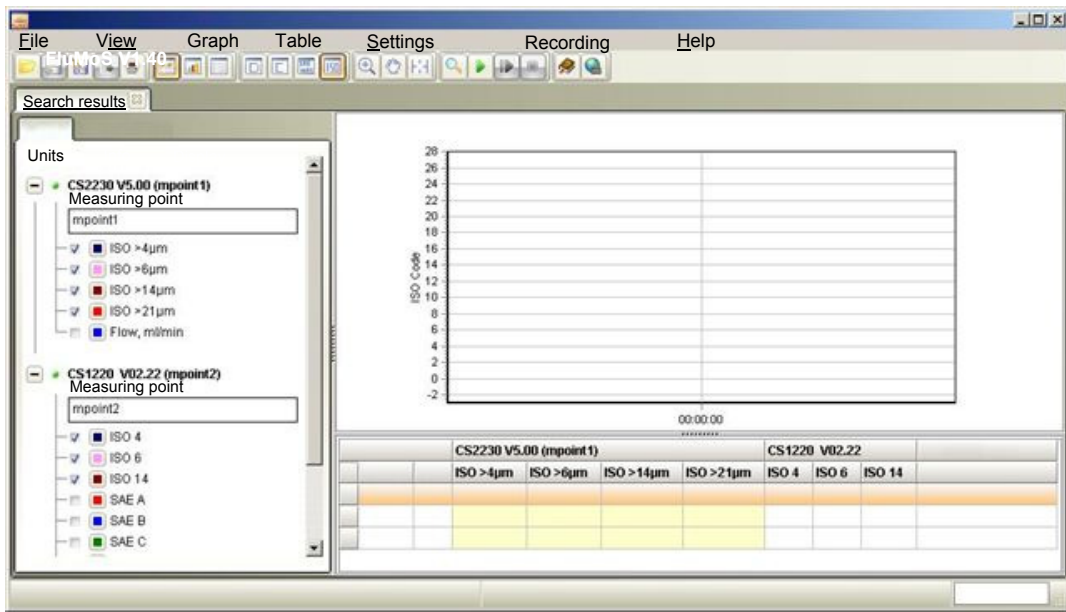 File View Graph Table Settings Recording Help
FluMoS V1.40
Search results
Units
CS2230 V5.00 (mpoint1)
Measuring point
mpoint1
ISO >4µm
ISO >6µm
ISO >14µm
ISO >21µm
Flow, ml/min
CS1220 V02.22 (mpoint2)
Measuring point
mpoint2
ISO 4
ISO 6
ISO 14
SAE A
SAE B
SAE C
ISO Code
28
26
24
22
20
18
16
14
12
10
8
6
4
2
0
-2
00:00:00
CS2230 V5.00 (mpoint1) CS1220 V02.22
ISO >4µm ISO >6µm ISO >14µm ISO >21µm ISO 4 ISO 6 ISO 14